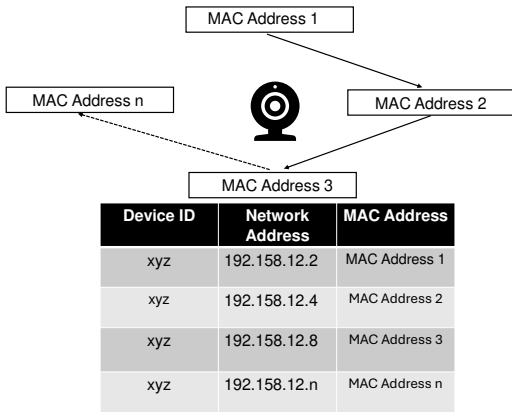 MAC Address 1
MAC Address n
MAC Address 2
MAC Address 3
Device ID Network Address MAC Address
xyz 192.158.12.2 MAC Address 1
xyz 192.158.12.4 MAC Address 2
xyz 192.158.12.8 MAC Address 3
xyz 192.158.12.n MAC Address n